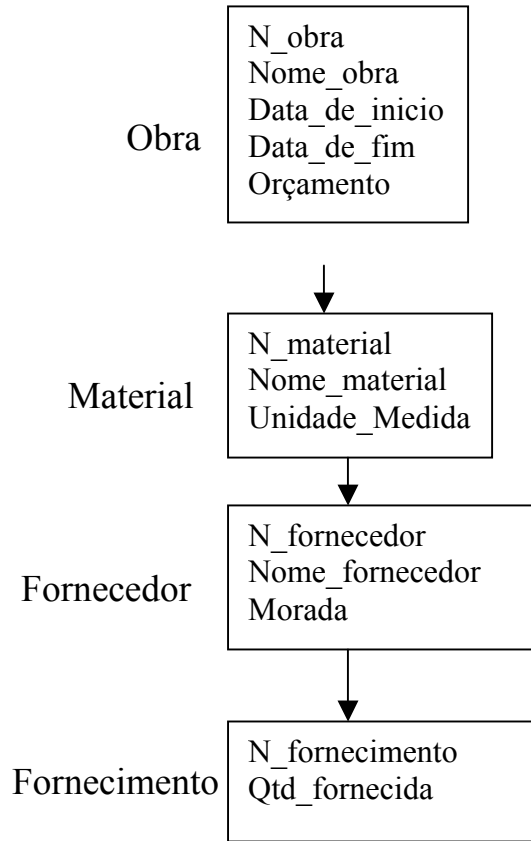 Obra
N_obra
Nome_obra
Data_de_inicio
Data_de_fim
Orçamento
Material
N_material
Nome_material
Unidade_Medida
Fornecedor
N_fornecedor
Nome_fornecedor
Morada
Fornecimento
N_fornecimento
Qtd_fornecida